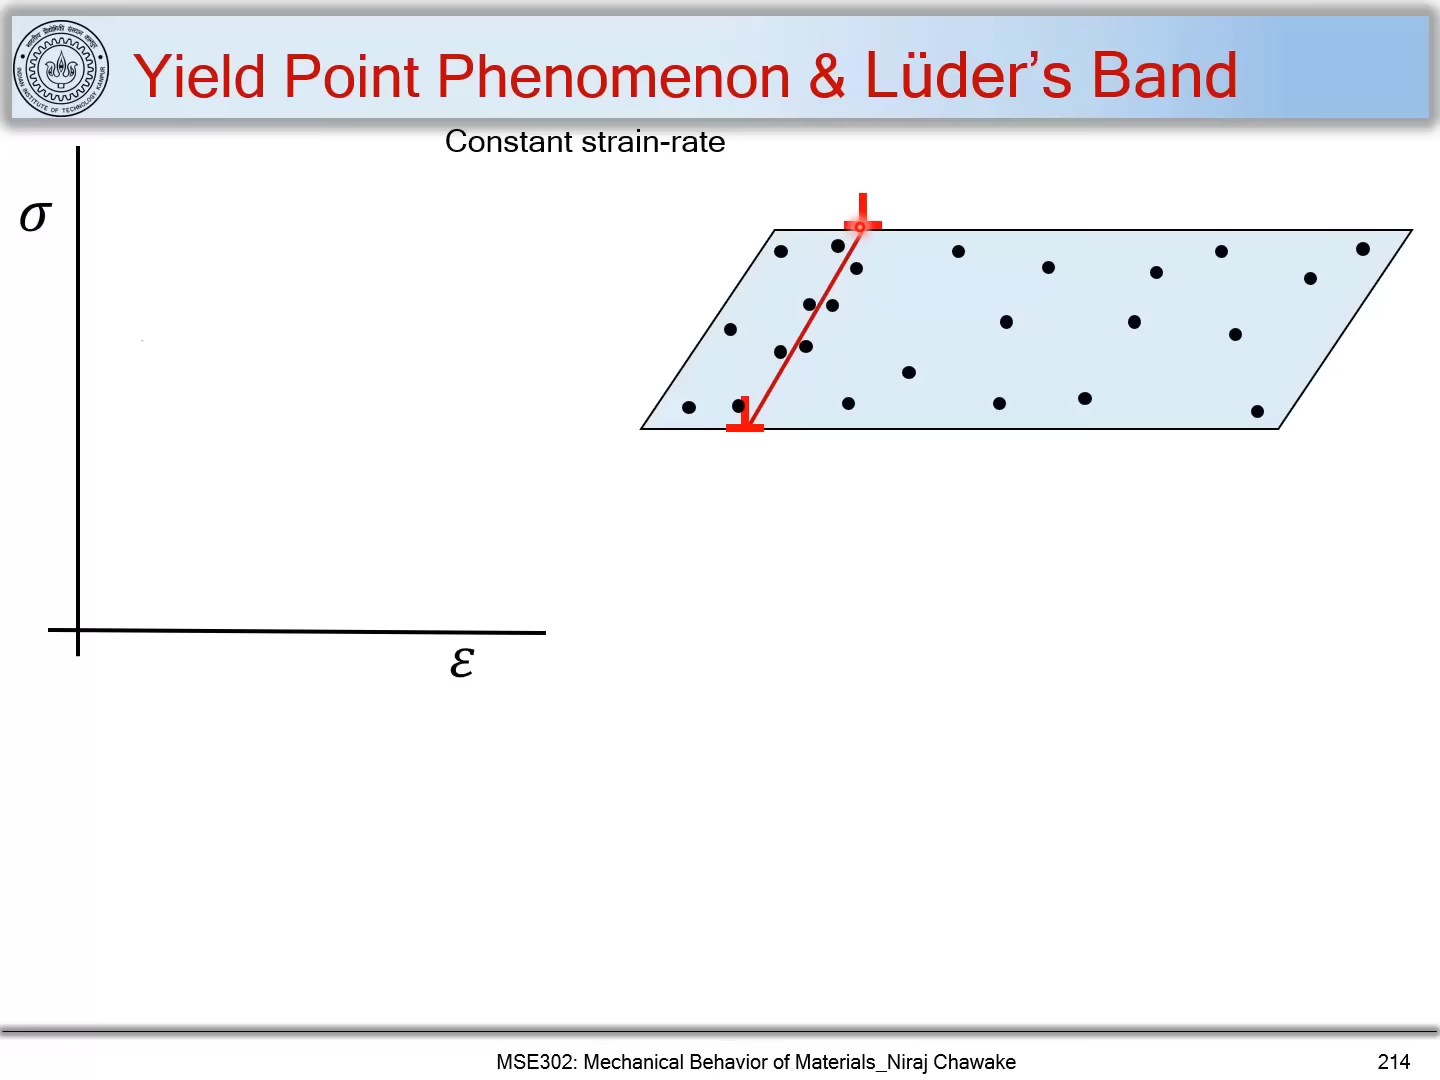 Yield Point Phenomenon & Lüder’s Band
Constant strain-rate
σ
ε
MSE302: Mechanical Behavior of Materials_Niraj Chawake
214